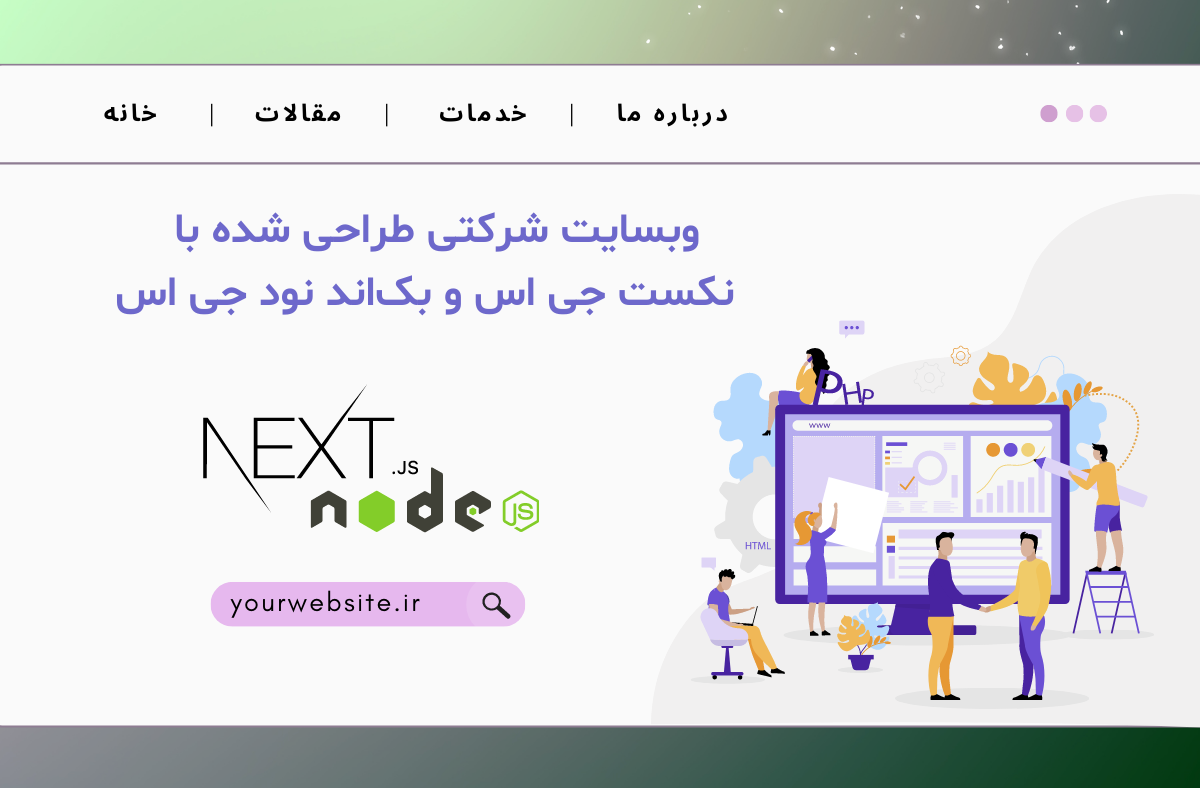 درباره ما | خدمات | مقالات | خانه
وبسایت شرکتی طراحی شده با
نکست جی اس و بک‌اند نود جی اس
NEXT.JS
node JS
yourwebsite.ir
PHP
www
HTML